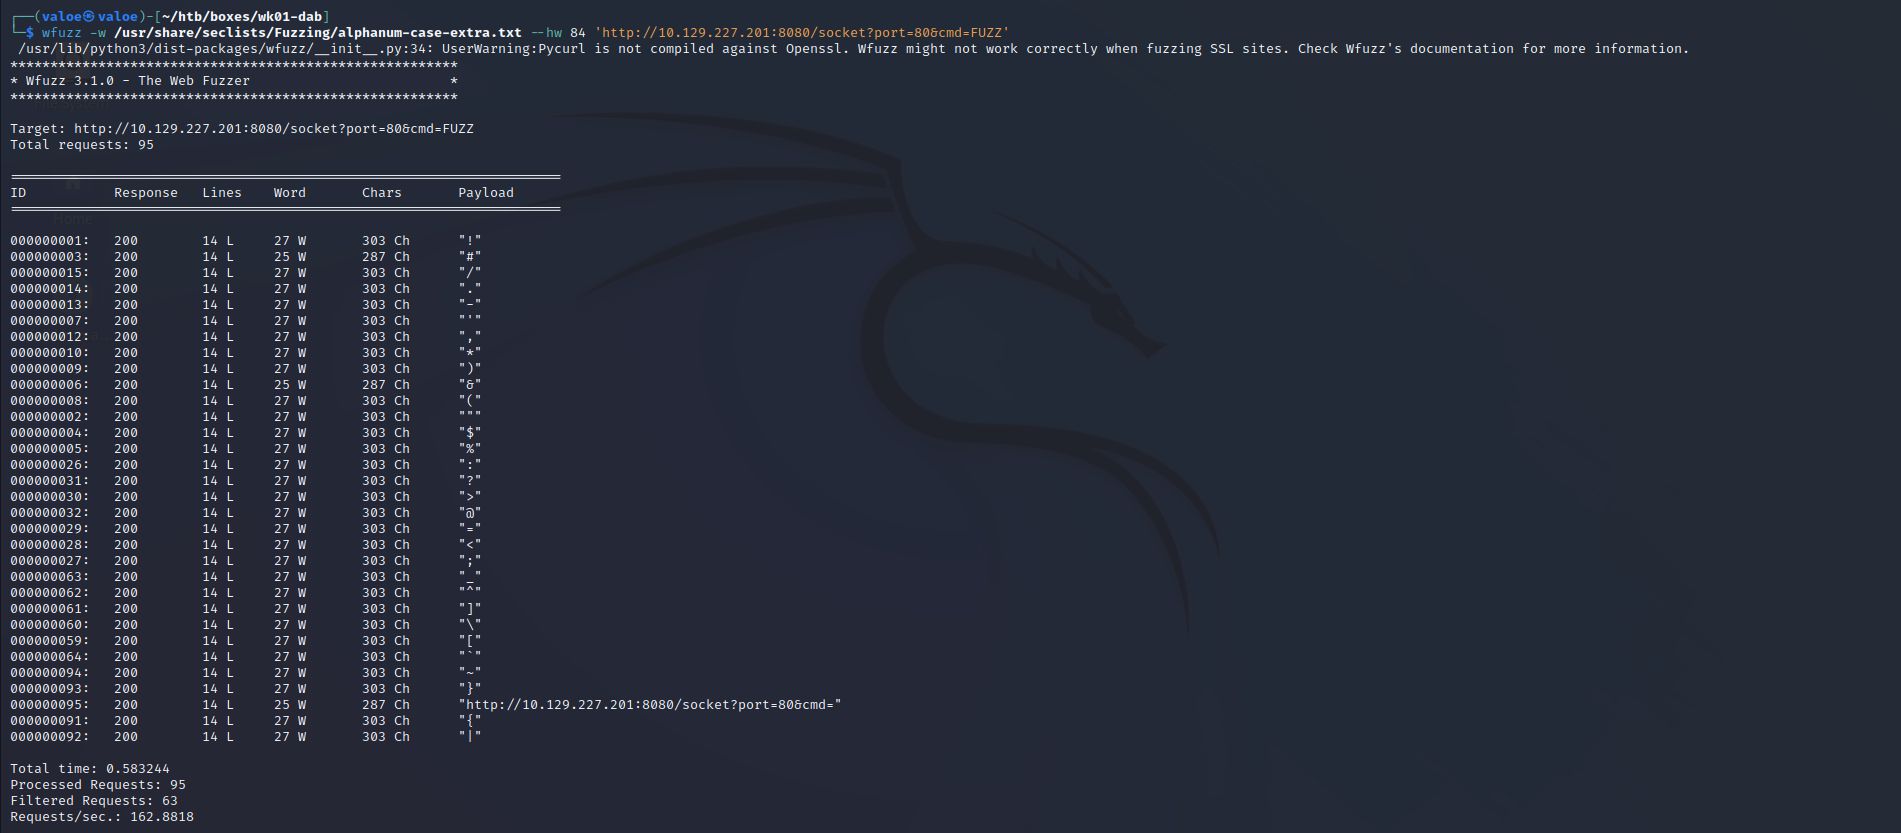 ┌──(valoe㉿valoe)-[~/htb/boxes/wk01-dab]
└─$ wfuzz -w /usr/share/seclists/Fuzzing/alphanum-case-extra.txt --hw 84 'http://10.129.227.201:8080/socket?port=80&cmd=FUZZ'
/usr/lib/python3/dist-packages/wfuzz/__init__.py:34: UserWarning:Pycurl is not compiled against Openssl. Wfuzz might not work correctly when fuzzing SSL sites. Check Wfuzz's documentation for more information.
********************************************************
* Wfuzz 3.1.0 - The Web Fuzzer                         *
********************************************************
Target: http://10.129.227.201:8080/socket?port=80&cmd=FUZZ
Total requests: 95
=====================================================================
ID           Response   Lines    Word       Chars       Payload
=====================================================================
Home
000000001:   200        14 L     27 W       303 Ch      "!"
000000003:   200        14 L     25 W       287 Ch      "#"
000000015:   200        14 L     27 W       303 Ch      "/"
000000014:   200        14 L     27 W       303 Ch      "."
000000013:   200        14 L     27 W       303 Ch      "-"
000000007:   200        14 L     27 W       303 Ch      "'"
000000012:   200        14 L     27 W       303 Ch      ","
000000010:   200        14 L     27 W       303 Ch      "*"
000000009:   200        14 L     27 W       303 Ch      ")"
000000006:   200        14 L     25 W       287 Ch      "&"
000000008:   200        14 L     27 W       303 Ch      "("
000000002:   200        14 L     27 W       303 Ch      """
000000004:   200        14 L     27 W       303 Ch      "$"
000000005:   200        14 L     27 W       303 Ch      "%"
000000026:   200        14 L     27 W       303 Ch      ":"
000000031:   200        14 L     27 W       303 Ch      "?"
000000030:   200        14 L     27 W       303 Ch      ">"
000000032:   200        14 L     27 W       303 Ch      "@"
000000029:   200        14 L     27 W       303 Ch      "="
000000028:   200        14 L     27 W       303 Ch      "<"
000000027:   200        14 L     27 W       303 Ch      ";"
000000063:   200        14 L     27 W       303 Ch      "_"
000000062:   200        14 L     27 W       303 Ch      "^"
000000061:   200        14 L     27 W       303 Ch      "]"
000000060:   200        14 L     27 W       303 Ch      "\"
000000059:   200        14 L     27 W       303 Ch      "["
000000064:   200        14 L     27 W       303 Ch      "`"
000000094:   200        14 L     27 W       303 Ch      "~"
000000093:   200        14 L     27 W       303 Ch      "}"
000000095:   200        14 L     25 W       287 Ch      "http://10.129.227.201:8080/socket?port=80&cmd="
000000091:   200        14 L     27 W       303 Ch      "{"
000000092:   200        14 L     27 W       303 Ch      "|"
Total time: 0.583244
Processed Requests: 95
Filtered Requests: 63
Requests/sec.: 162.8818